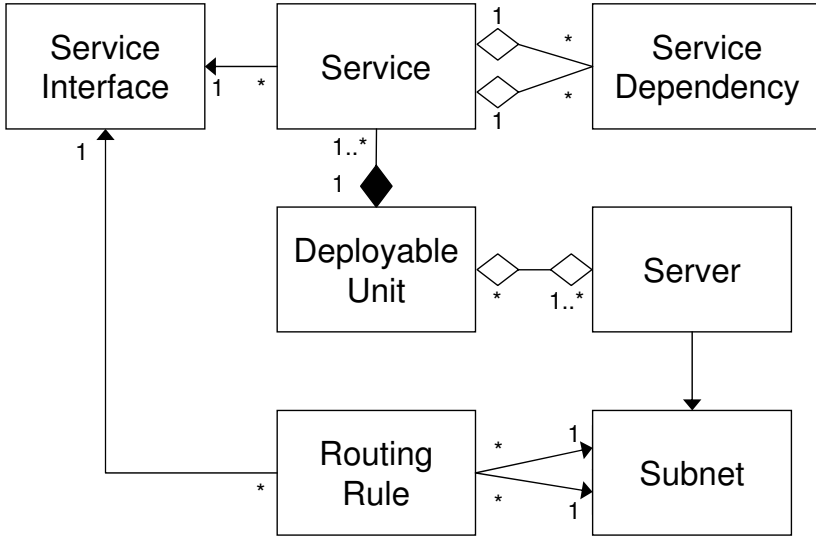 Service
Interface
1
*
Service
1
*
*
1
Service
Dependency
1
1..*
1
Deployable
Unit
*
1..*
Server
Routing
Rule
*
*
1
*
1
Subnet